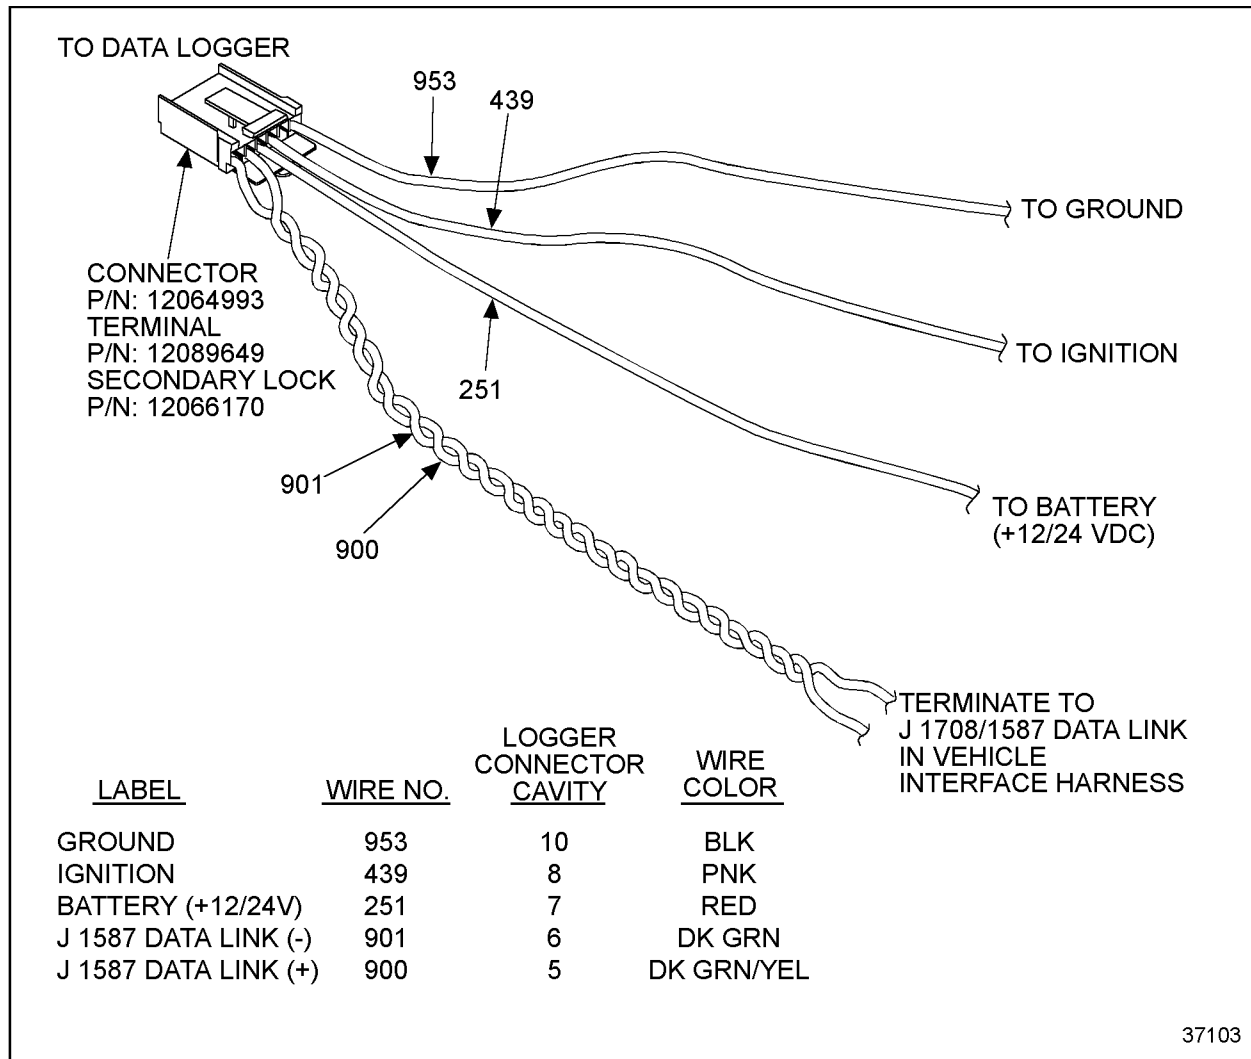 TO DATA LOGGER
953
439
TO GROUND
CONNECTOR
P/N: 12064993
TERMINAL
P/N: 12089649
SECONDARY LOCK
P/N: 12066170
TO IGNITION
251
901
900
TO BATTERY
(+12/24 VDC)
TERMINATE TO
J 1708/1587 DATA LINK
IN VEHICLE
INTERFACE HARNESS
LABEL WIRE NO. LOGGER CONNECTOR CAVITY WIRE COLOR
GROUND 953 10 BLK
IGNITION 439 8 PNK
BATTERY (+12/24V) 251 7 RED
J 1587 DATA LINK (-) 901 6 DK GRN
J 1587 DATA LINK (+) 900 5 DK GRN/YEL
37103